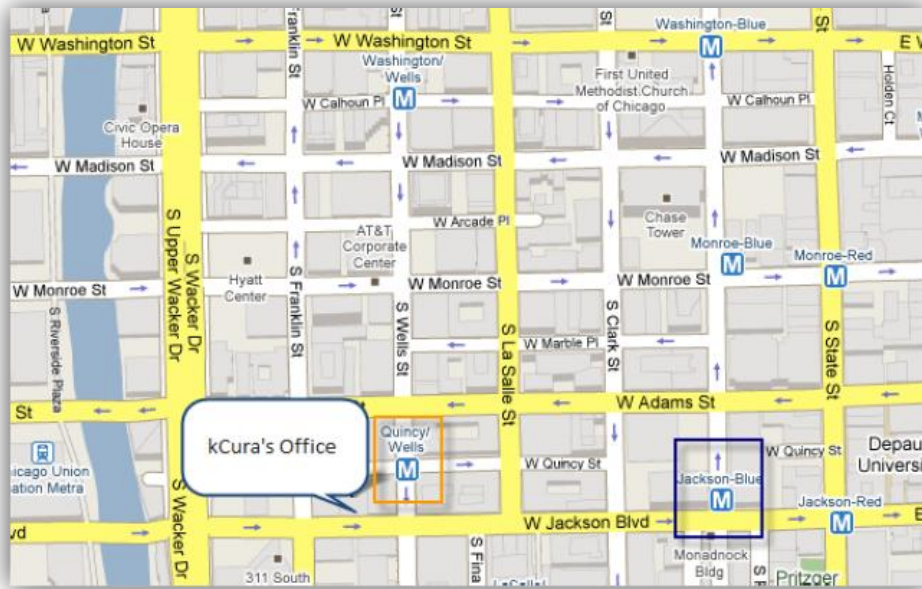 Washington-Blue
W Washington St
W Washington St
E W
Washington/
Wells
First United
Methodist Church
of Chicago
W Calhoun Pl
W Calhoun Pl
Holden Ct
Civic Opera
House
W Madison St
W Madison St
W Madison St
S Upper Wacker Dr
S Wacker Dr
S Franklin St
Franklin St
St
St
St
W Arcade Pl
AT&T
Corporate
Center
Chase
Tower
Hyatt
Center
Monroe-Blue
Monroe-Red
W Monroe St
W Monroe St
W Monroe St
S Riverside Plaza
S Wells St
S La Salle St
S Clark St
S State St
W Marble Pl
St
W Adams St
kCura's Office
Quincy/
Wells
W Quincy St
W Quincy St
Depau
Universi
icago Union
ation Metra
Jackson-Blue
Jackson-Red
S Wacker Dr
vd
W Jackson Blvd
E
Monadnock
Bldg
311 South
S Fina
Pritzger